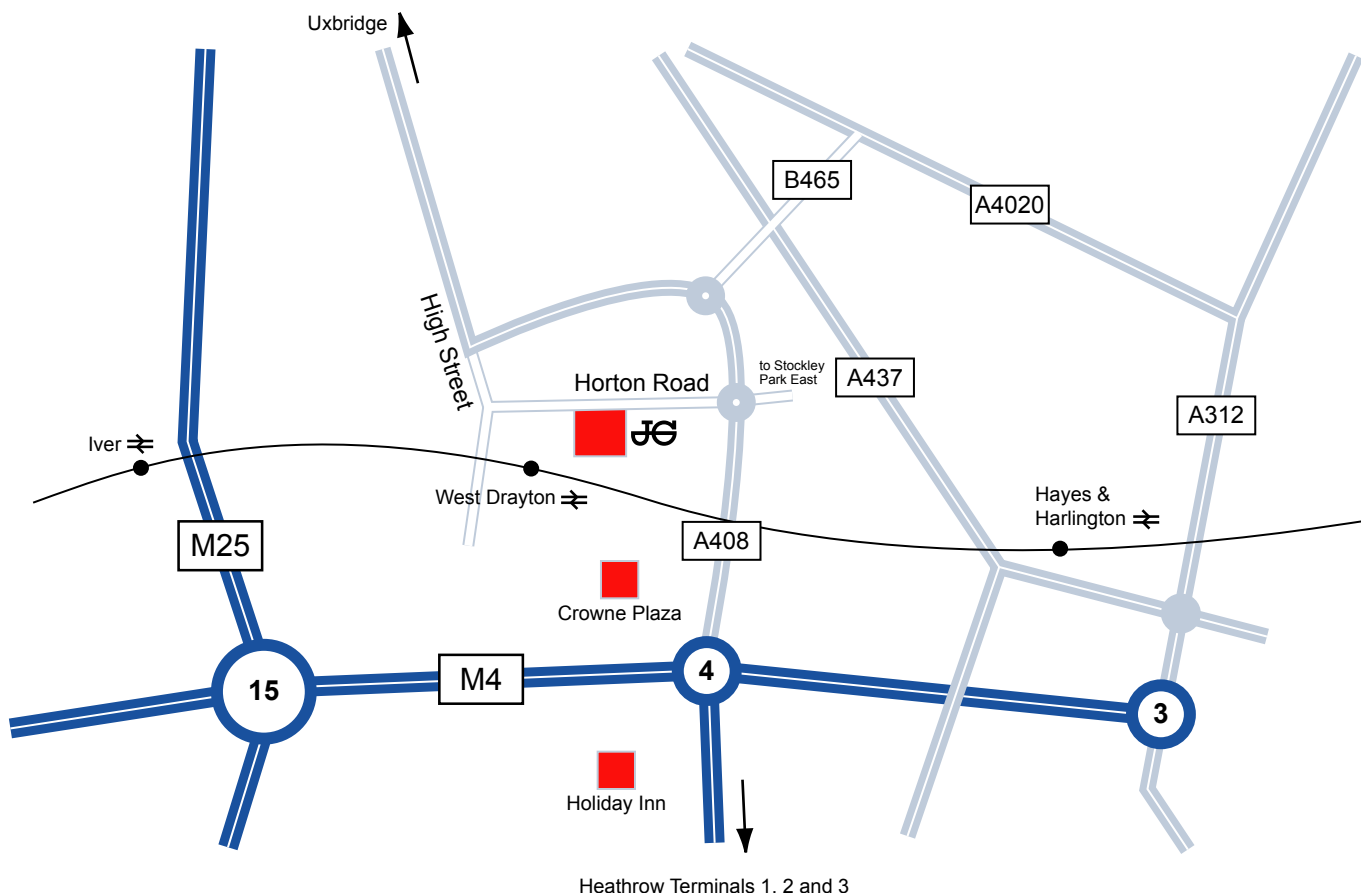 Uxbridge
B465
A4020
High Street
to Stockley
Park East
Horton Road
A437
A312
JG
Iver
West Drayton
Hayes &
Harlington
M25
A408
Crowne Plaza
4
M4
15
3
Holiday Inn
Heathrow Terminals 1, 2 and 3